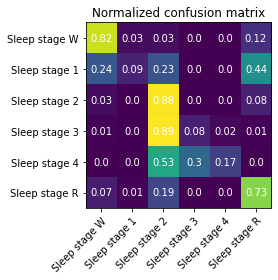 Normalized confusion matrix
Sleep stage W 0.82 0.03 0.03 0.0 0.0 0.12
Sleep stage 1 0.24 0.09 0.23 0.0 0.0 0.44
Sleep stage 2 0.03 0.0 0.88 0.0 0.0 0.08
Sleep stage 3 0.01 0.0 0.89 0.08 0.02 0.01
Sleep stage 4 0.0 0.0 0.53 0.3 0.17 0.0
Sleep stage R 0.07 0.01 0.19 0.0 0.0 0.73
Sleep stage W
Sleep stage 1
Sleep stage 2
Sleep stage 3
Sleep stage 4
Sleep stage R